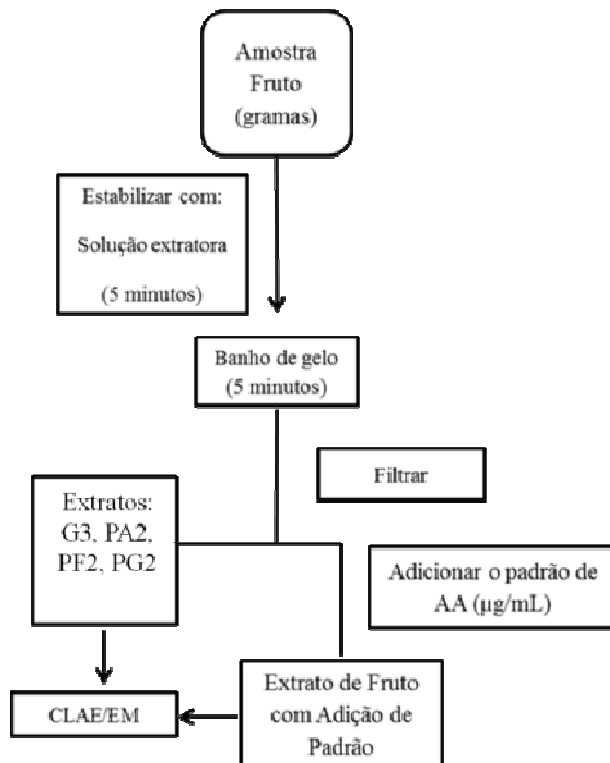 Amostra
Fruto
(gramas)
Estabilizar com:
Solução extratora
(5 minutos)
Banho de gelo
(5 minutos)
Filtrar
Extratos:
G3, PA2,
PF2, PG2
Adicionar o padrão de
AA (µg/mL)
CLAE/EM
Extrato de Fruto
com Adição de
Padrão